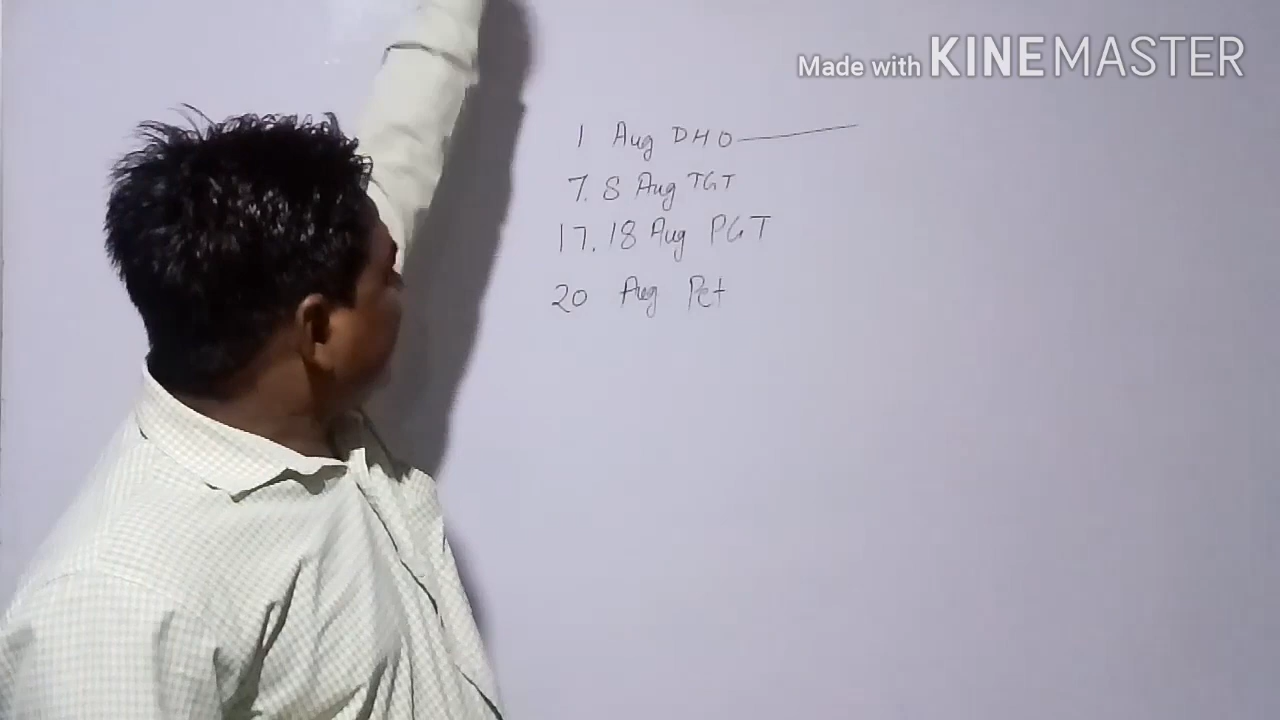 Made with KINEMASTER
1 Aug DHO
7. 8 Aug TGT
17. 18 Aug PGT
20 Aug Pet